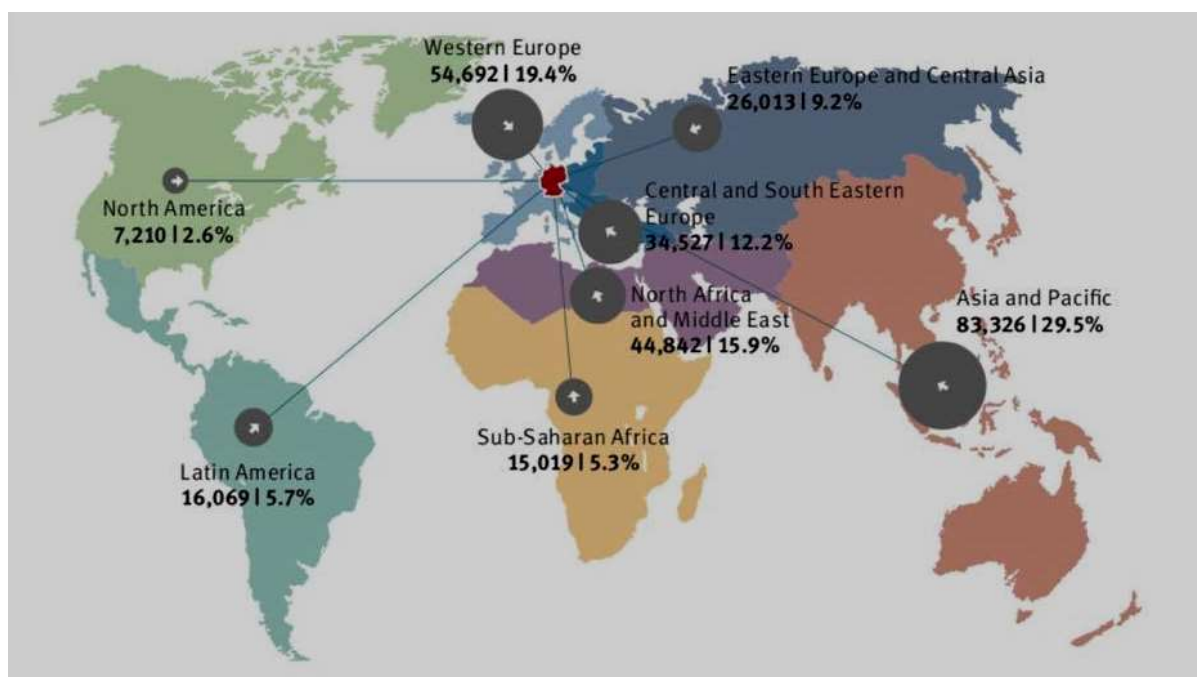 Western Europe
54,692 | 19.4%
Eastern Europe and Central Asia
26,013 | 9.2%
North America
7,210 | 2.6%
Central and South Eastern
Europe
34,527 | 12.2%
North Africa
and Middle East
44,842 | 15.9%
Asia and Pacific
83,326 | 29.5%
Sub-Saharan Africa
15,019 | 5.3%
Latin America
16,069 | 5.7%